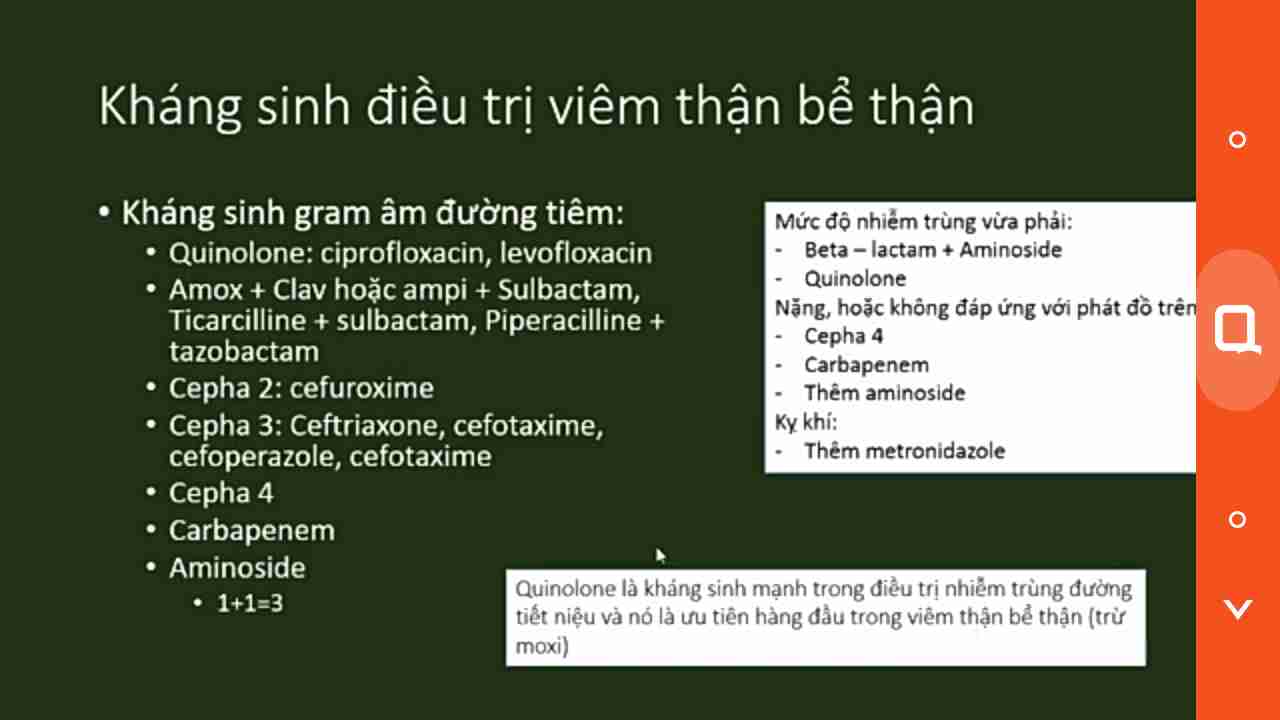 Kháng sinh điều trị viêm thận bể thận
• Kháng sinh gram âm đường tiêm:
• Quinolone: ciprofloxacin, levofloxacin
• Amox + Clav hoặc ampi + Sulbactam,
Ticarcilline + sulbactam, Piperacilline +
tazobactam
• Cepha 2: cefuroxime
• Cepha 3: Ceftriaxone, cefotaxime,
cefoperazole, cefotaxime
• Cepha 4
• Carbapenem
• Aminoside
• 1+1=3
Mức độ nhiễm trùng vừa phải:
- Beta – lactam + Aminoside
- Quinolone
Nặng, hoặc không đáp ứng với phát đồ trên
- Cepha 4
- Carbapenem
- Thêm aminoside
Kỵ khí:
- Thêm metronidazole
Quinolone là kháng sinh mạnh trong điều trị nhiễm trùng đường
tiết niệu và nó là ưu tiên hàng đầu trong viêm thận bể thận (trừ
moxi)